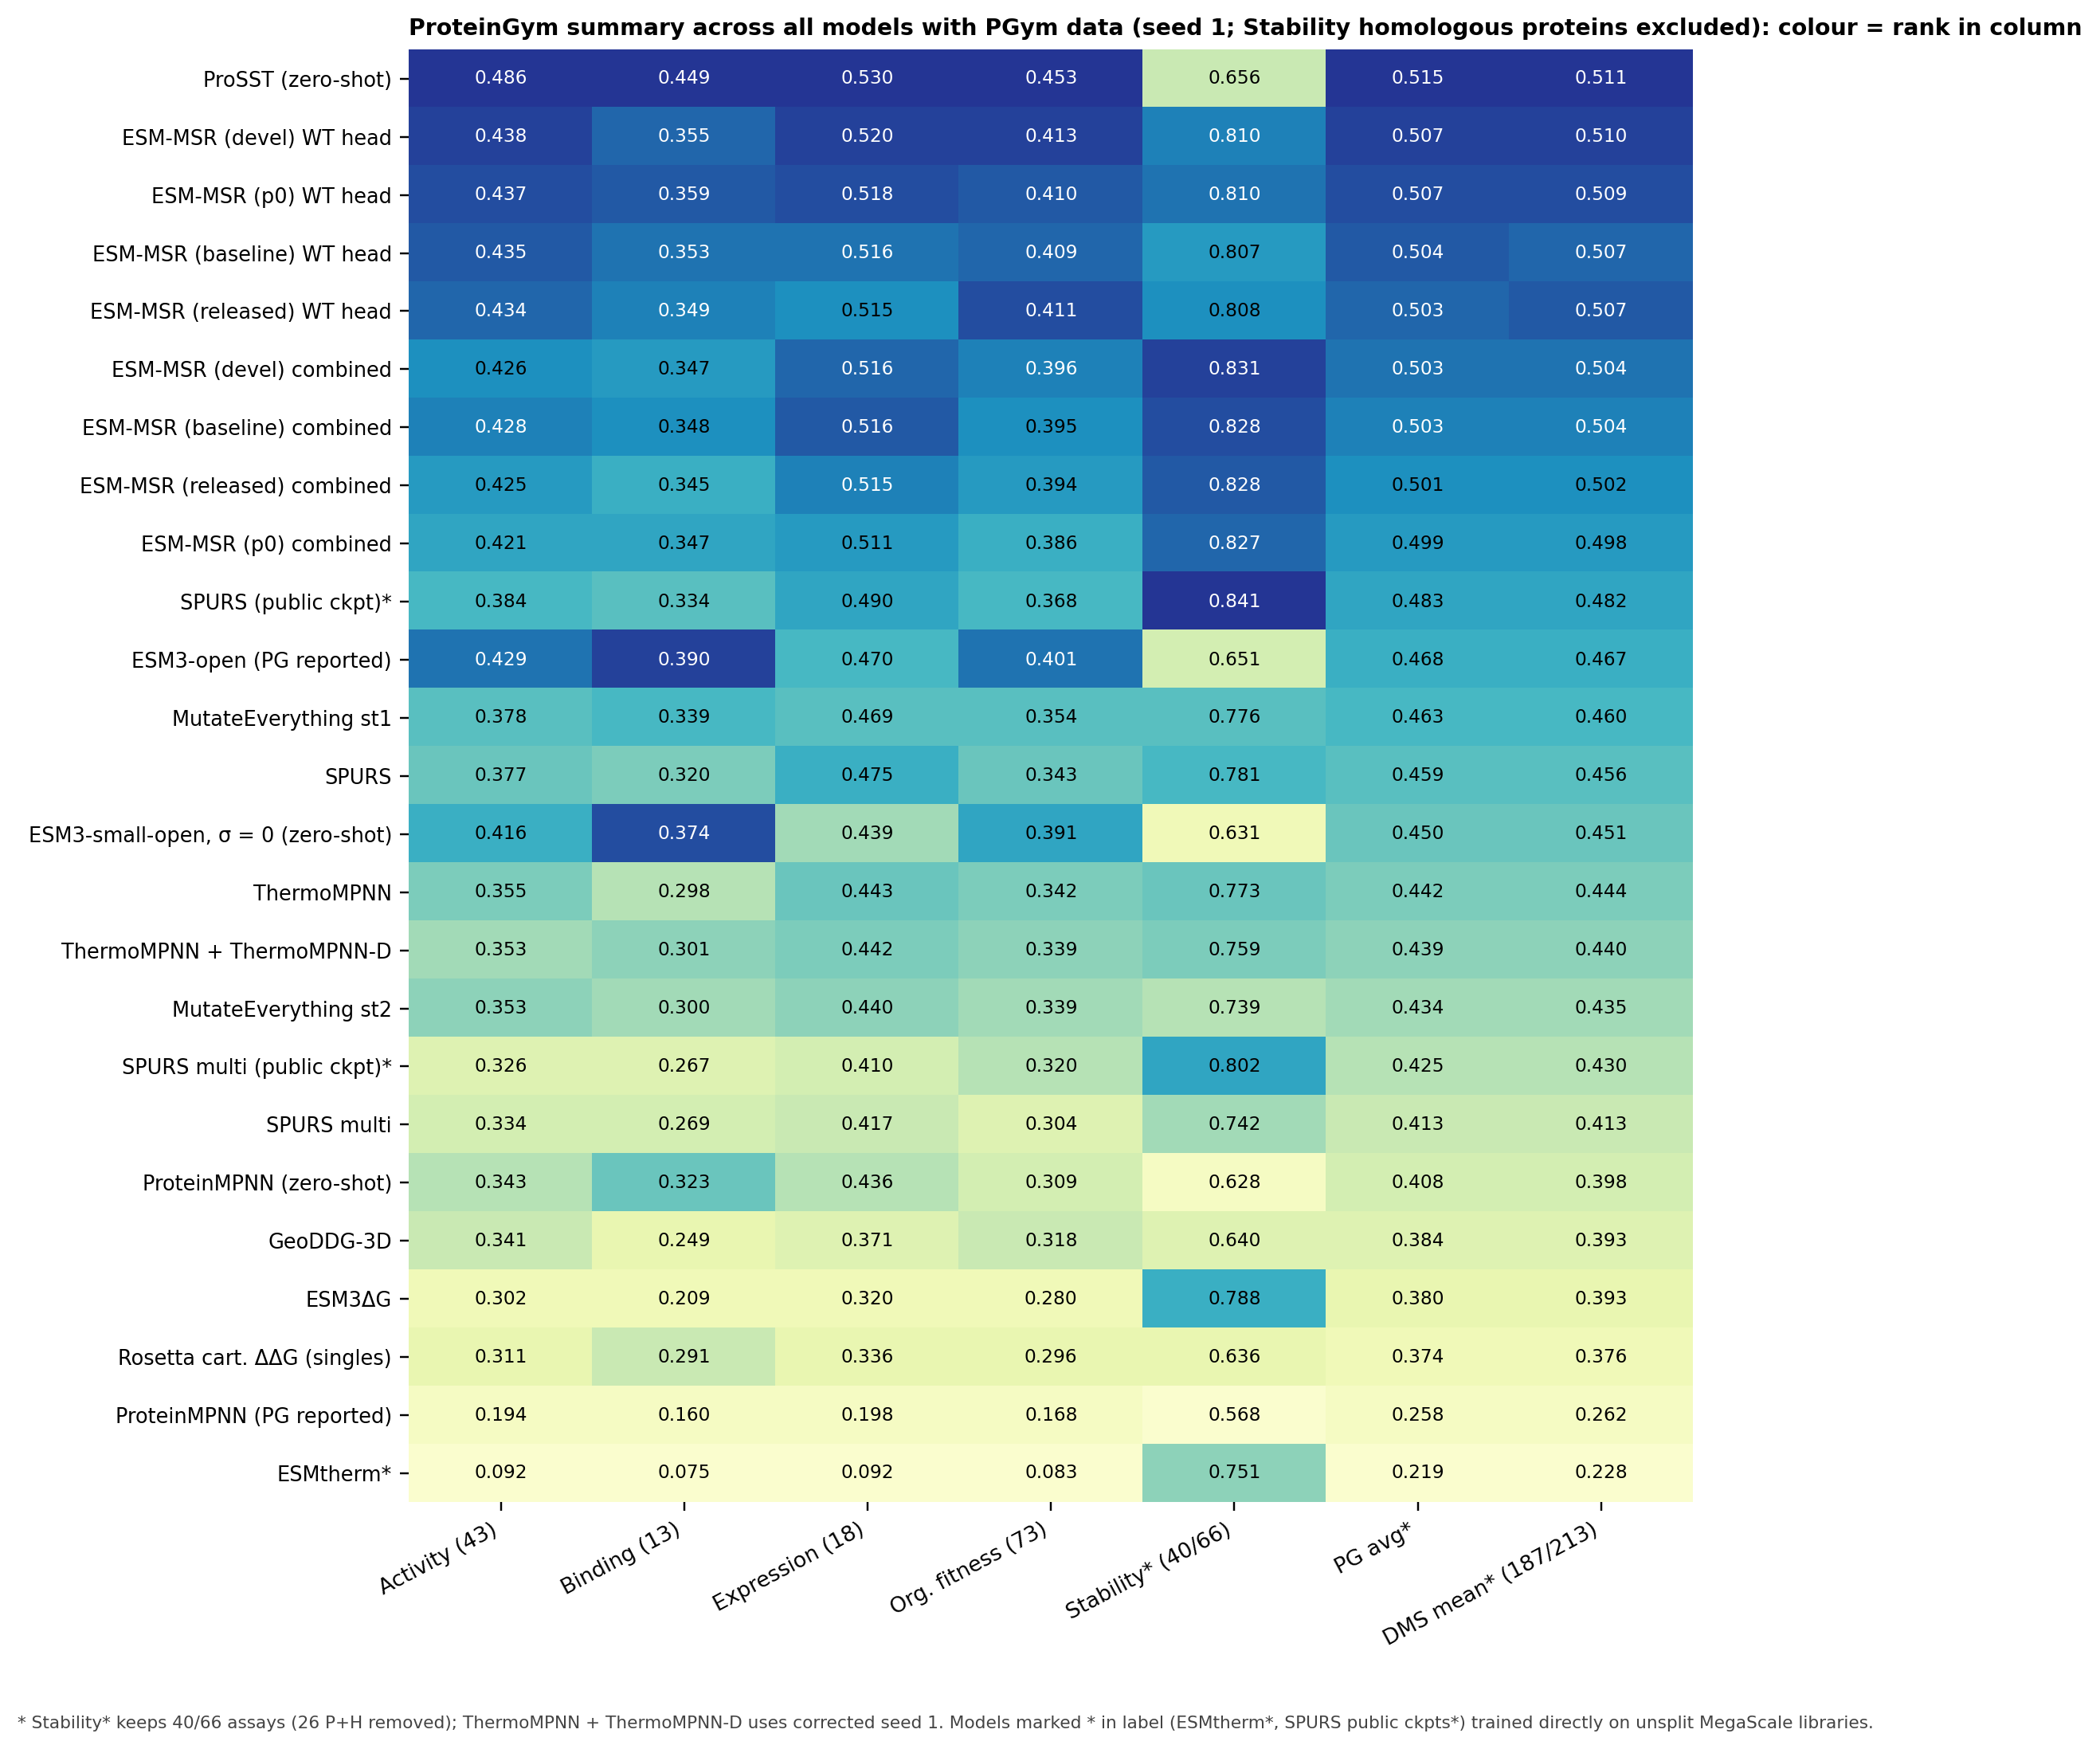 ProteinGym summary across all models with PGym data (seed 1; Stability homologous proteins excluded): colour = rank in column
ProSST (zero-shot) 0.486 0.449 0.530 0.453 0.656 0.515 0.511
ESM-MSR (devel) WT head 0.438 0.355 0.520 0.413 0.810 0.507 0.510
ESM-MSR (p0) WT head 0.437 0.359 0.518 0.410 0.810 0.507 0.509
ESM-MSR (baseline) WT head 0.435 0.353 0.516 0.409 0.807 0.504 0.507
ESM-MSR (released) WT head 0.434 0.349 0.515 0.411 0.808 0.503 0.507
ESM-MSR (devel) combined 0.426 0.347 0.516 0.396 0.831 0.503 0.504
ESM-MSR (baseline) combined 0.428 0.348 0.516 0.395 0.828 0.503 0.504
ESM-MSR (released) combined 0.425 0.345 0.515 0.394 0.828 0.501 0.502
ESM-MSR (p0) combined 0.421 0.347 0.511 0.386 0.827 0.499 0.498
SPURS (public ckpt)* 0.384 0.334 0.490 0.368 0.841 0.483 0.482
ESM3-open (PG reported) 0.429 0.390 0.470 0.401 0.651 0.468 0.467
MutateEverything st1 0.378 0.339 0.469 0.354 0.776 0.463 0.460
SPURS 0.377 0.320 0.475 0.343 0.781 0.459 0.456
ESM3-small-open, σ = 0 (zero-shot) 0.416 0.374 0.439 0.391 0.631 0.450 0.451
ThermoMPNN 0.355 0.298 0.443 0.342 0.773 0.442 0.444
ThermoMPNN + ThermoMPNN-D 0.353 0.301 0.442 0.339 0.759 0.439 0.440
MutateEverything st2 0.353 0.300 0.440 0.339 0.739 0.434 0.435
SPURS multi (public ckpt)* 0.326 0.267 0.410 0.320 0.802 0.425 0.430
SPURS multi 0.334 0.269 0.417 0.304 0.742 0.413 0.413
ProteinMPNN (zero-shot) 0.343 0.323 0.436 0.309 0.628 0.408 0.398
GeoDDG-3D 0.341 0.249 0.371 0.318 0.640 0.384 0.393
ESM3ΔG 0.302 0.209 0.320 0.280 0.788 0.380 0.393
Rosetta cart. ΔΔG (singles) 0.311 0.291 0.336 0.296 0.636 0.374 0.376
ProteinMPNN (PG reported) 0.194 0.160 0.198 0.168 0.568 0.258 0.262
ESMtherm* 0.092 0.075 0.092 0.083 0.751 0.219 0.228
Activity (43) Binding (13) Expression (18) Org. fitness (73) Stability* (40/66) PG avg* DMS mean* (187/213)
* Stability* keeps 40/66 assays (26 P+H removed); ThermoMPNN + ThermoMPNN-D uses corrected seed 1. Models marked * in label (ESMtherm*, SPURS public ckpts*) trained directly on unsplit MegaScale libraries.